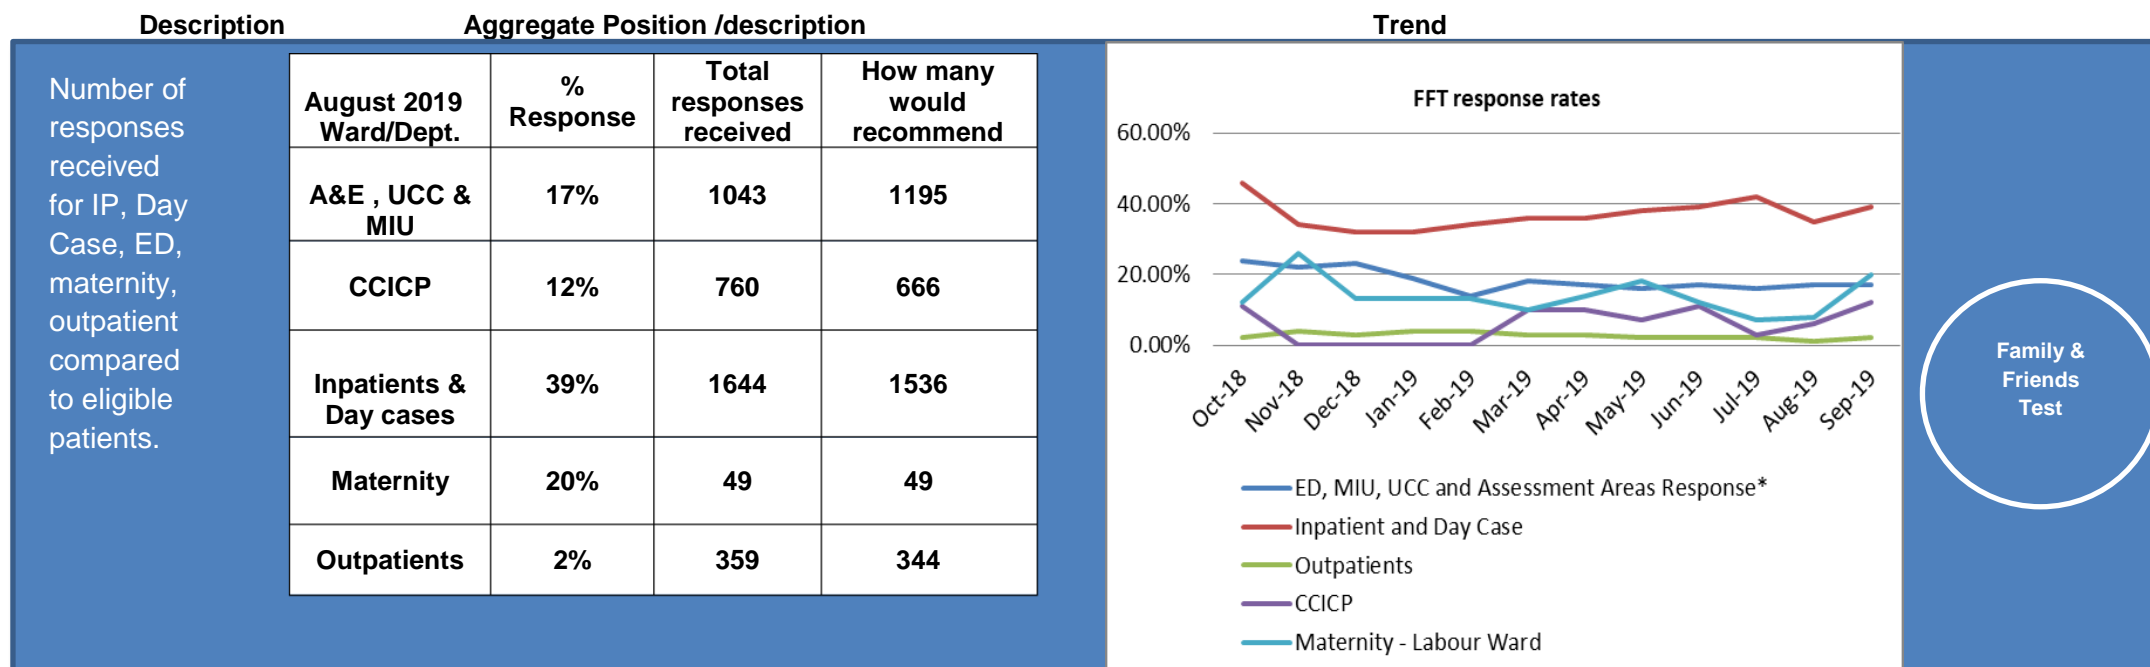 Description Aggregate Position /description Trend
Number of
responses
received
for IP, Day
Case, ED,
maternity,
outpatient
compared
to eligible
patients.
August 2019
Ward/Dept.
%
Response
Total
responses
received
How many
would
recommend
A&E , UCC &
MIU
17%
1043
1195
CCICP
12%
760
666
Inpatients &
Day cases
39%
1644
1536
Maternity
20%
49
49
Outpatients
2%
359
344
FFT response rates
60.00%
40.00%
20.00%
0.00%
Oct-18
Nov-18
Dec-18
Jan-19
Feb-19
Mar-19
Apr-19
May-19
Jun-19
Jul-19
Aug-19
Sep-19
ED, MIU, UCC and Assessment Areas Response*
Inpatient and Day Case
Outpatients
CCICP
Maternity - Labour Ward
Family &
Friends
Test